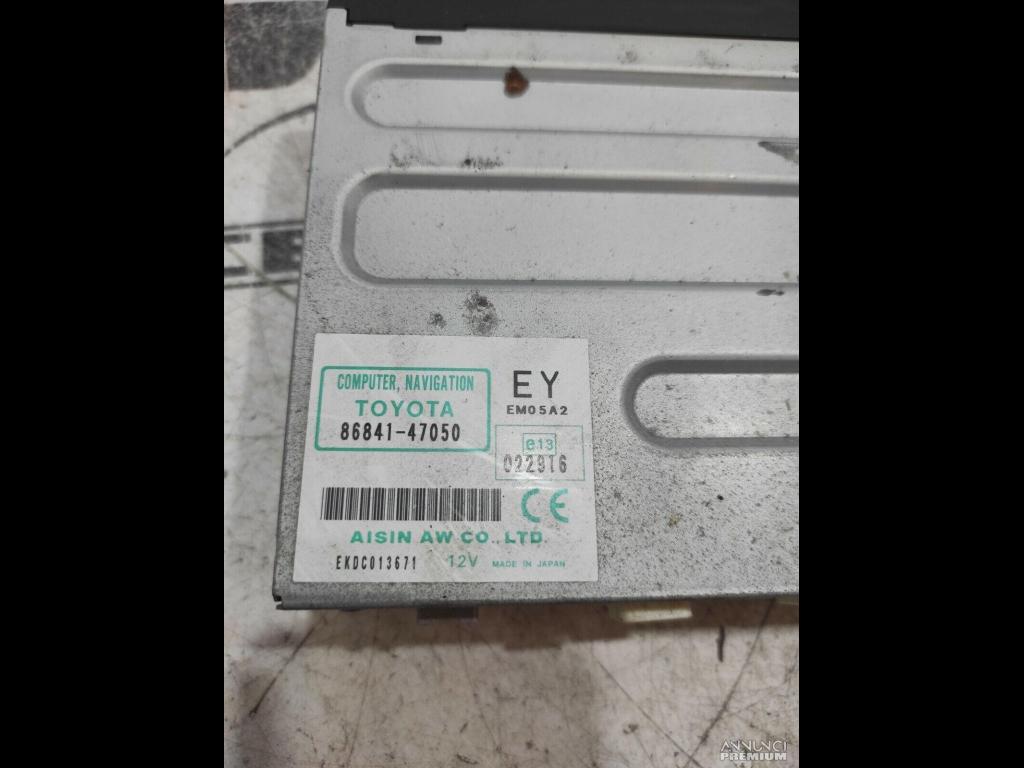 COMPUTER, NAVIGATION
TOYOTA
86841-47050
EY
EM05A2
e13
022916
CE
AISIN AW CO., LTD.
EKDC013671 12V MADE IN JAPAN
ANNUNCI
PREMIUM